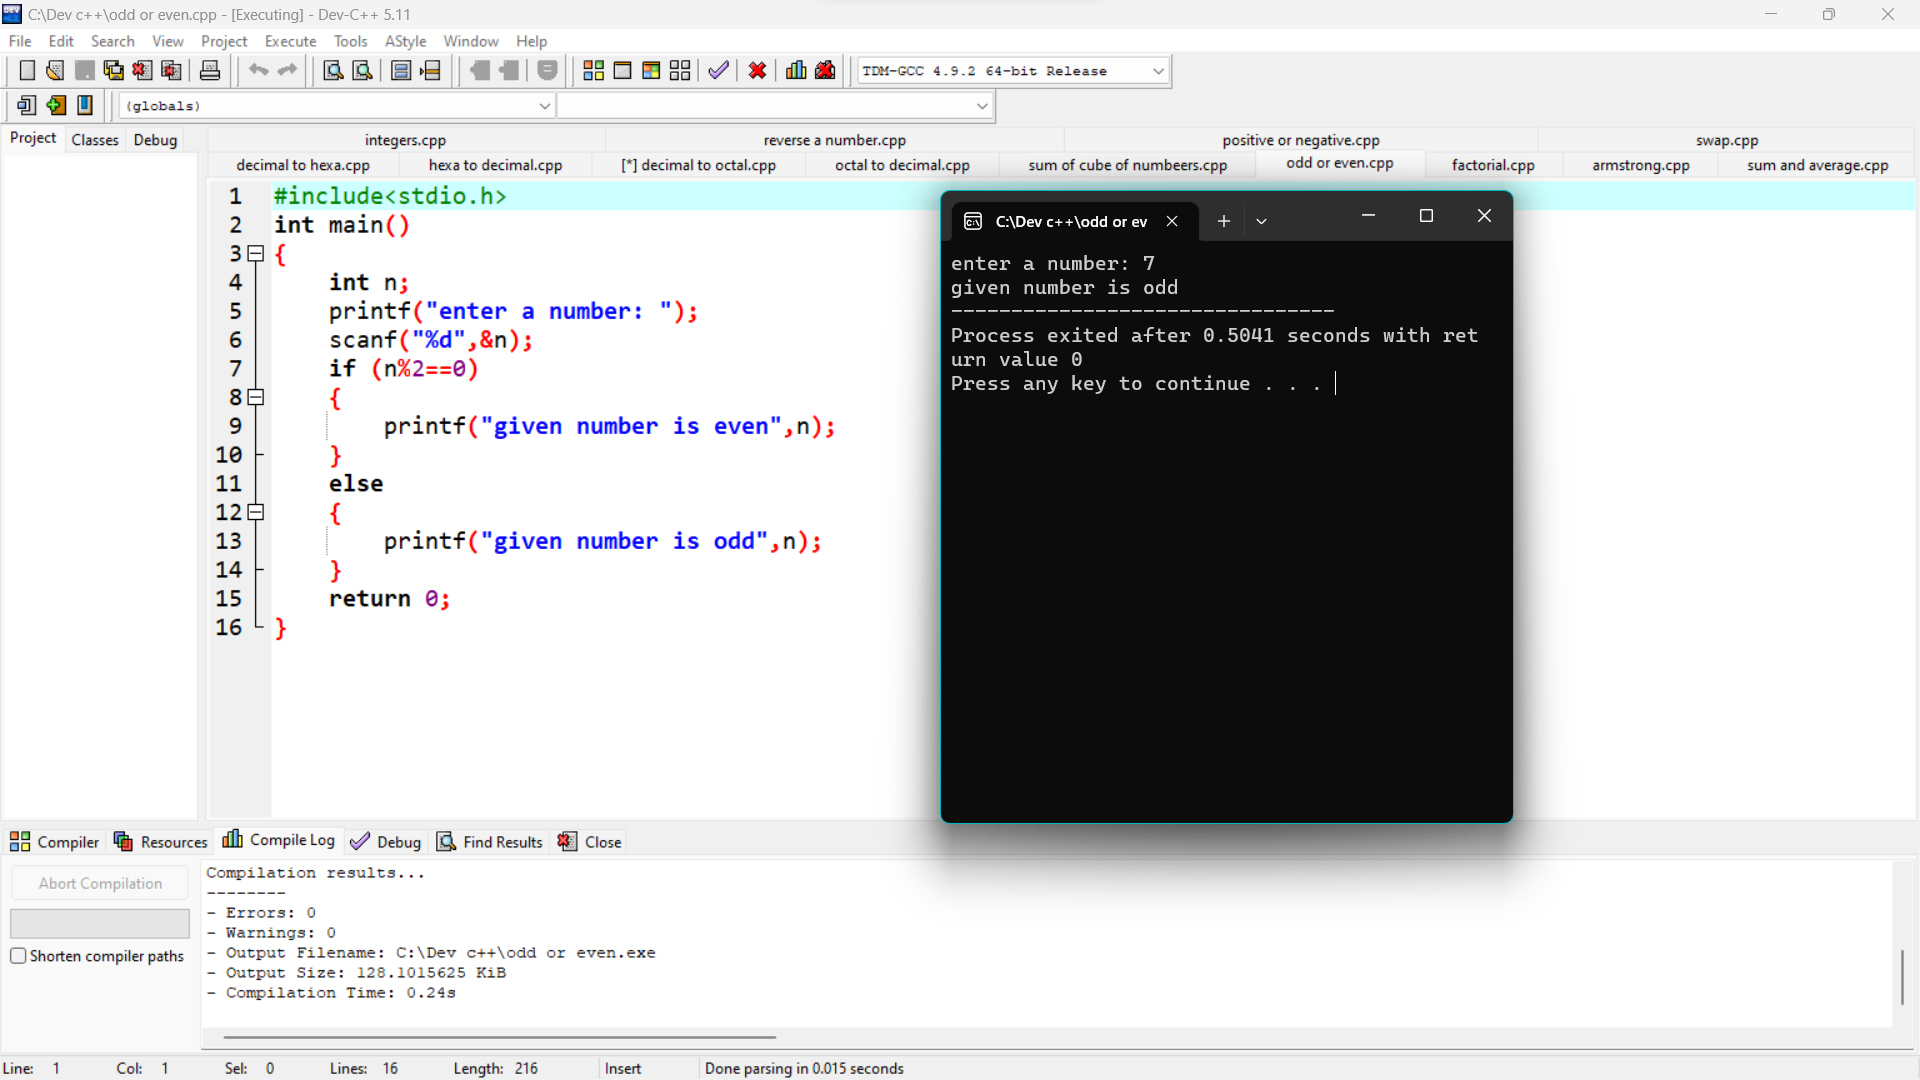 C:\Dev c++\odd or even.cpp - [Executing] - Dev-C++ 5.11
File Edit Search View Project Execute Tools AStyle Window Help
TDM-GCC 4.9.2 64-bit Release
(globals)
Project Classes Debug
integers.cpp reverse a number.cpp positive or negative.cpp swap.cpp
decimal to hexa.cpp hexa to decimal.cpp [*] decimal to octal.cpp octal to decimal.cpp sum of cube of numbeers.cpp odd or even.cpp factorial.cpp armstrong.cpp sum and average.cpp
1 #include<stdio.h>
2 int main()
3 {
4 int n;
5 printf("enter a number: ");
6 scanf("%d",&n);
7 if (n%2==0)
8 {
9 printf("given number is even",n);
10 }
11 else
12 {
13 printf("given number is odd",n);
14 }
15 return 0;
16 }
C:\Dev c++\odd or ev
enter a number: 7
given number is odd
--------------------------------
Process exited after 0.5041 seconds with ret
urn value 0
Press any key to continue . . .
Compiler Resources Compile Log Debug Find Results Close
Abort Compilation
Shorten compiler paths
Compilation results...
--------
- Errors: 0
- Warnings: 0
- Output Filename: C:\Dev c++\odd or even.exe
- Output Size: 128.1015625 KiB
- Compilation Time: 0.24s
Line: 1 Col: 1 Sel: 0 Lines: 16 Length: 216 Insert Done parsing in 0.015 seconds